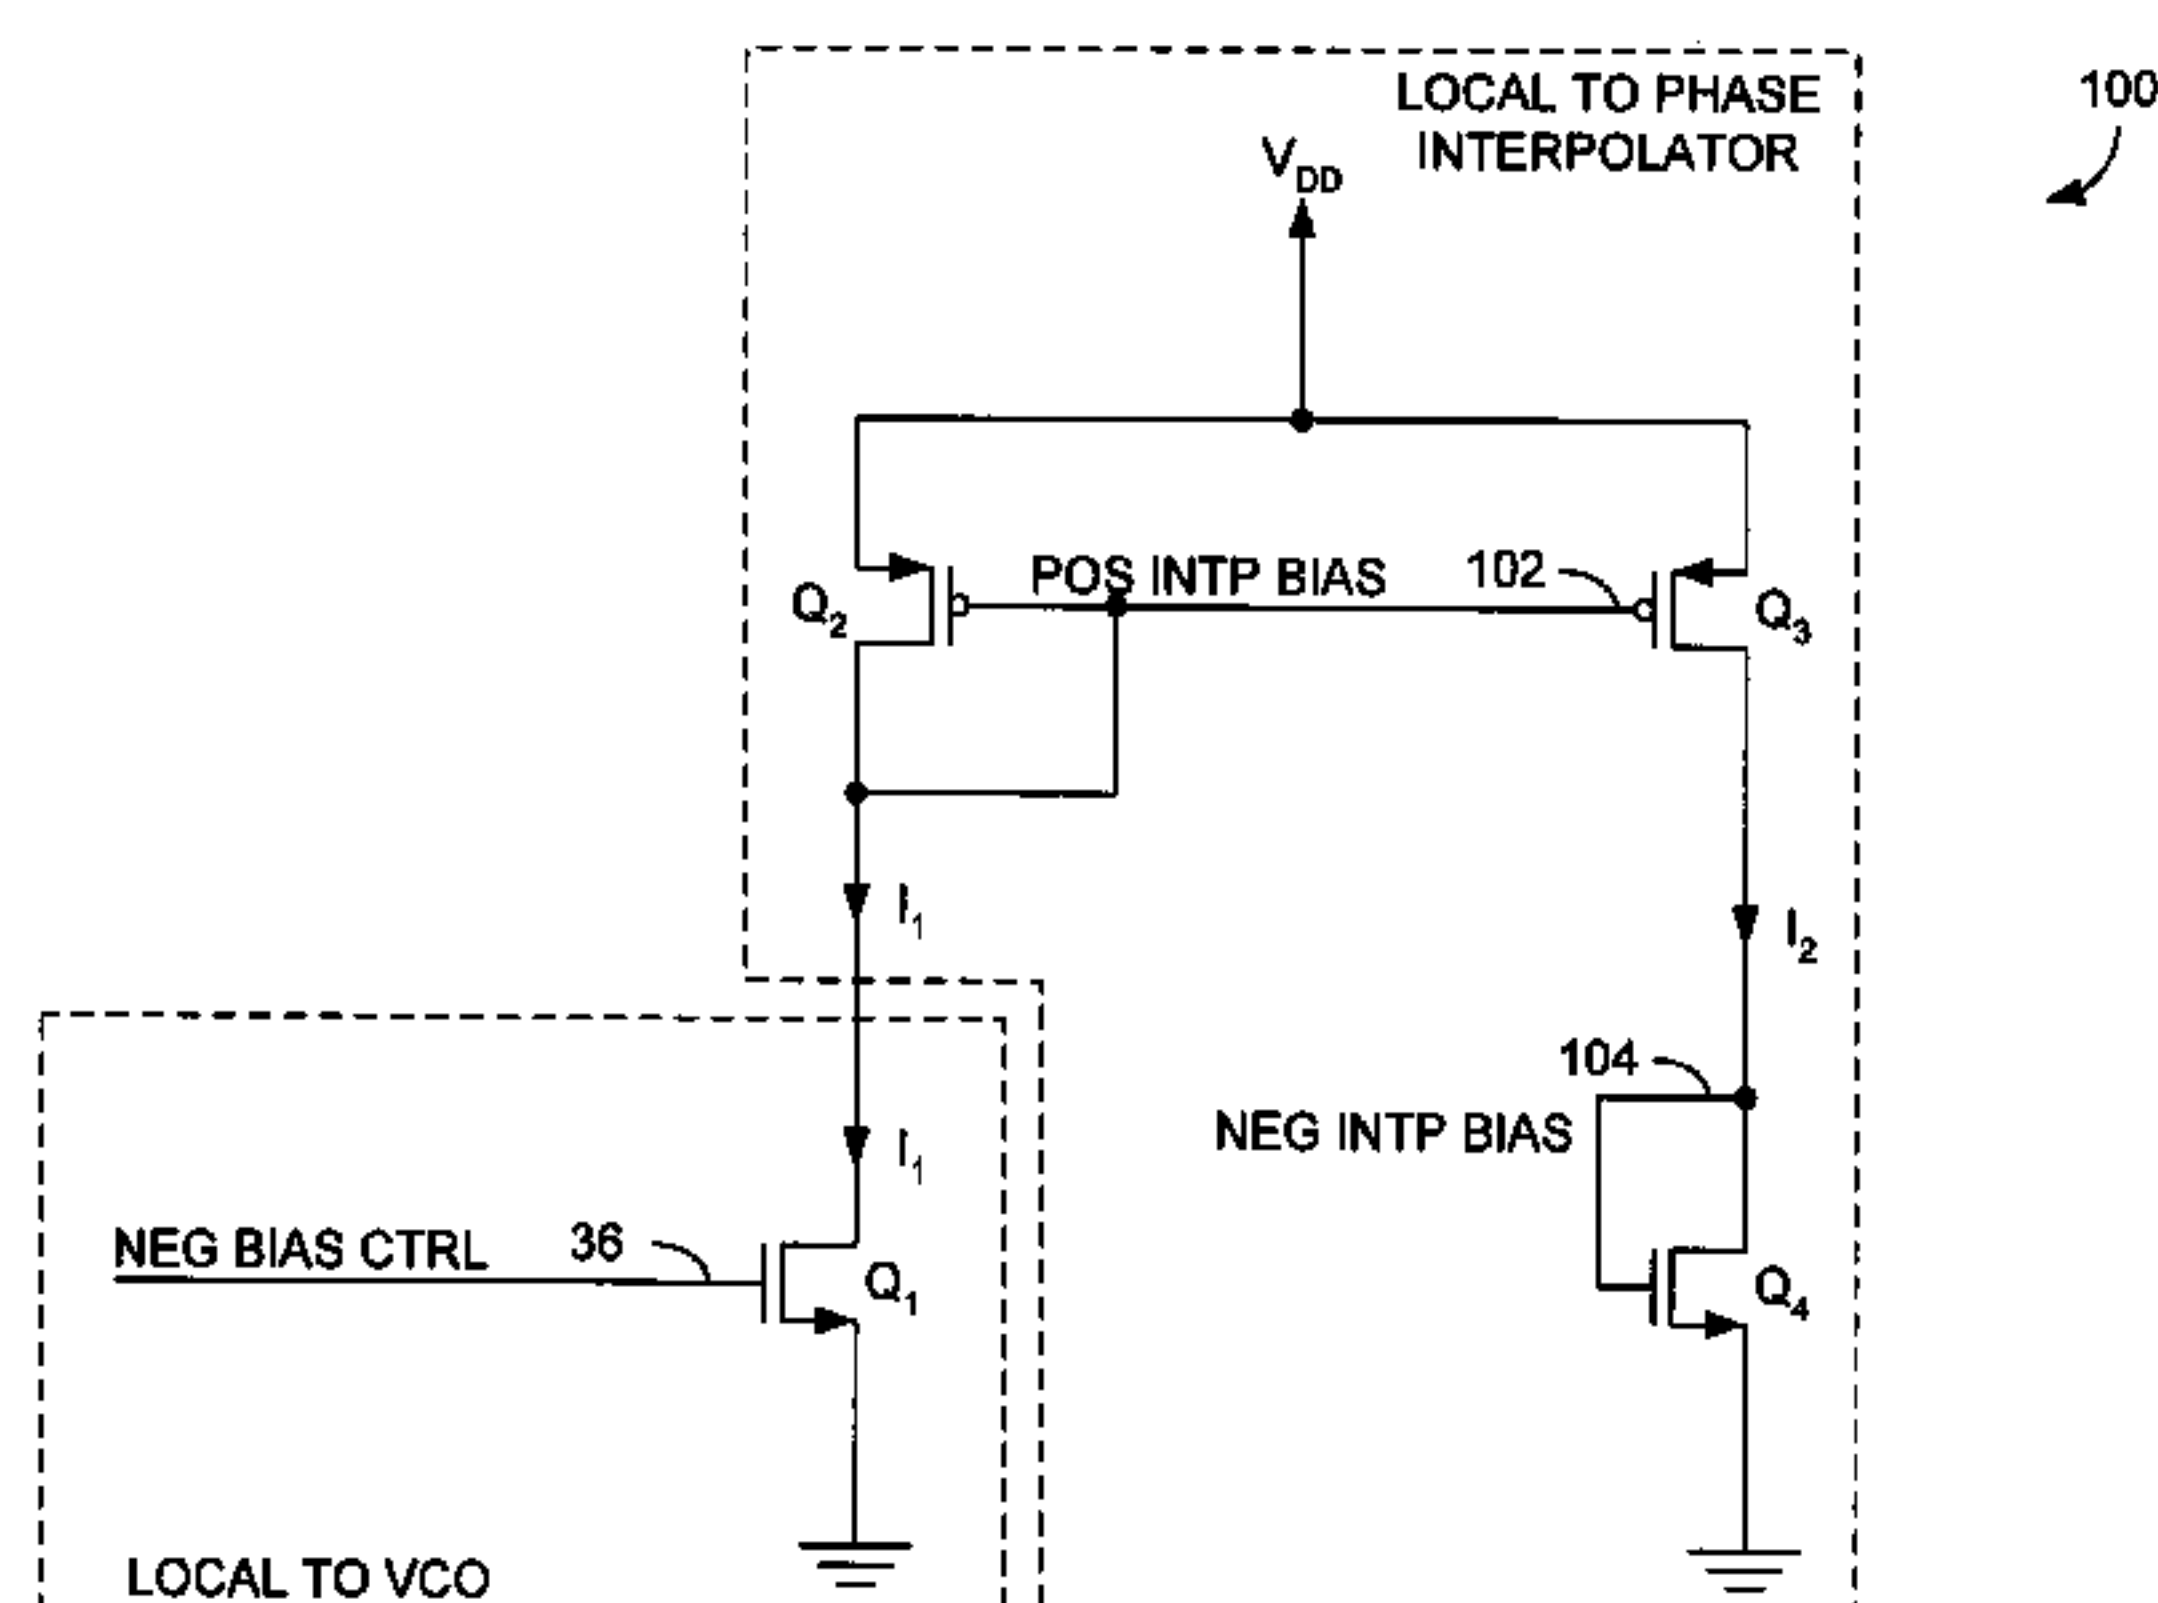 LOCAL TO PHASE
INTERPOLATOR
100
VDD
POS INTP BIAS
102
Q2
Q3
I1
I2
104
NEG INTP BIAS
I1
NEG BIAS CTRL
36
Q1
Q4
LOCAL TO VCO